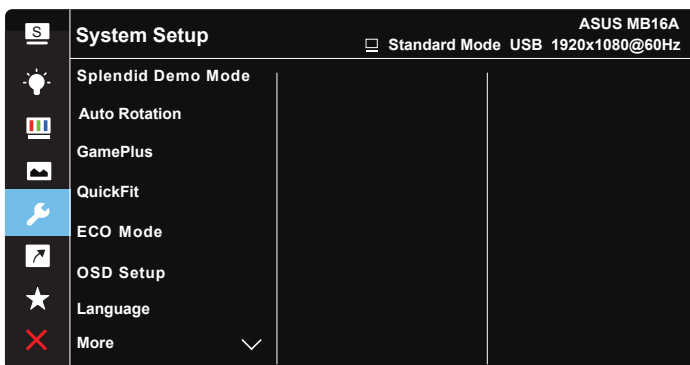 S
ASUS MB16A
System Setup
Standard Mode USB 1920x1080@60Hz
Splendid Demo Mode
Auto Rotation
GamePlus
QuickFit
ECO Mode
OSD Setup
Language
More